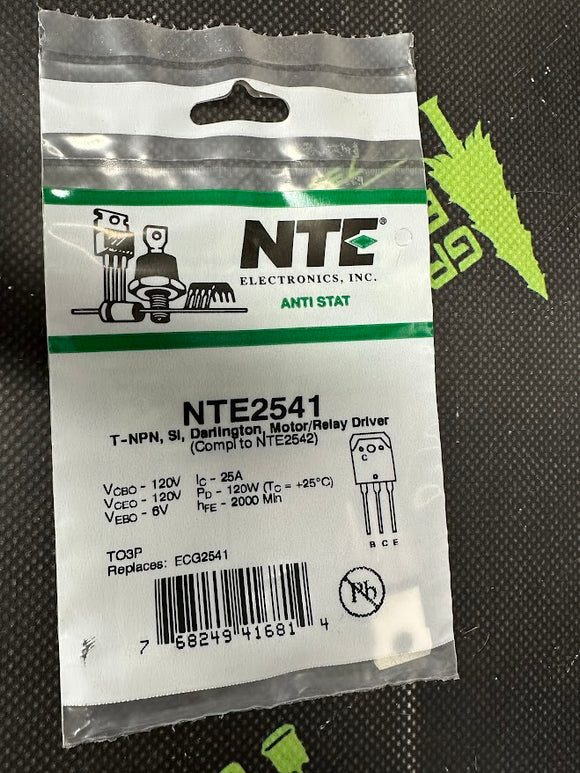 NTE®
ELECTRONICS, INC.
ANTI STAT
NTE2541
T-NPN, SI, Darlington, Motor/Relay Driver
(Compl to NTE2542)
VCBO - 120V IC - 25A
VCEO - 120V PD - 120W (TC = +25°C)
VEBO - 6V hFE - 2000 Min
C
B C E
TO3P
Replaces: ECG2541
Pb
7 68249 41681 4